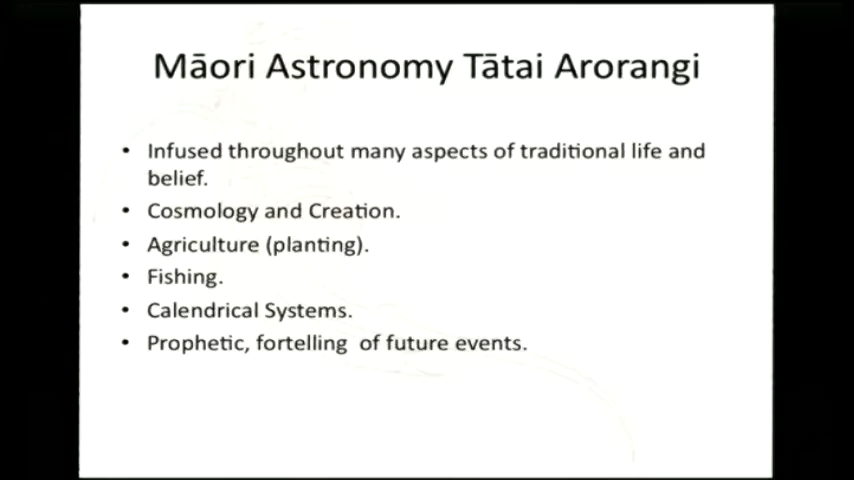 Māori Astronomy Tātai Arorangi
• Infused throughout many aspects of traditional life and
belief.
• Cosmology and Creation.
• Agriculture (planting).
• Fishing.
• Calendrical Systems.
• Prophetic, fortelling  of future events.